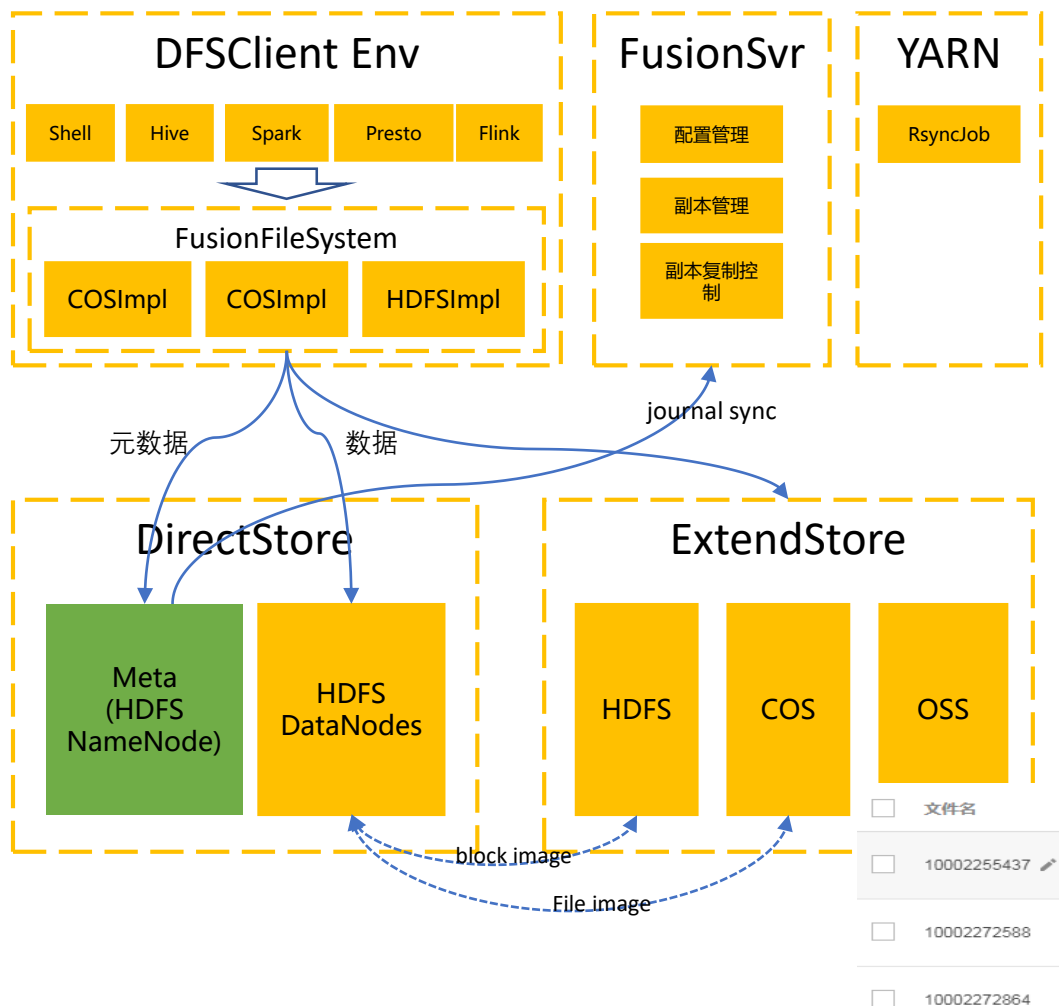 DFSClient Env
FusionSvr
YARN
Shell
Hive
Spark
Presto
Flink
配置管理
RsyncJob
副本管理
FusionFileSystem
副本复制控
制
COSImpl
COSImpl
HDFSImpl
journal sync
元数据
数据
DirectStore
ExtendStore
Meta
(HDFS
NameNode)
HDFS
DataNodes
HDFS
COS
OSS
文件名
block image
10002255437
File image
10002272588
10002272864